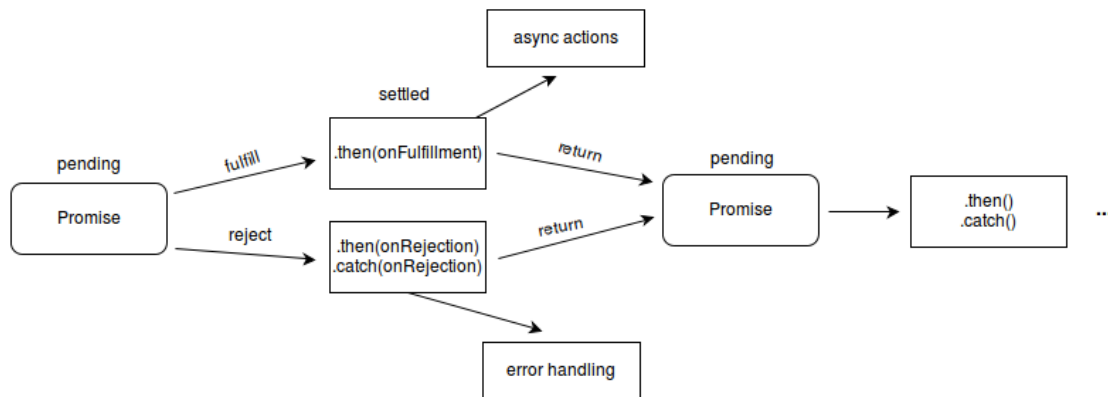 async actions
settled
.then(onFulfillment)
pending
fulfill
return
pending
Promise
Promise
.then()
.catch()
...
reject
.then(onRejection)
.catch(onRejection)
return
error handling